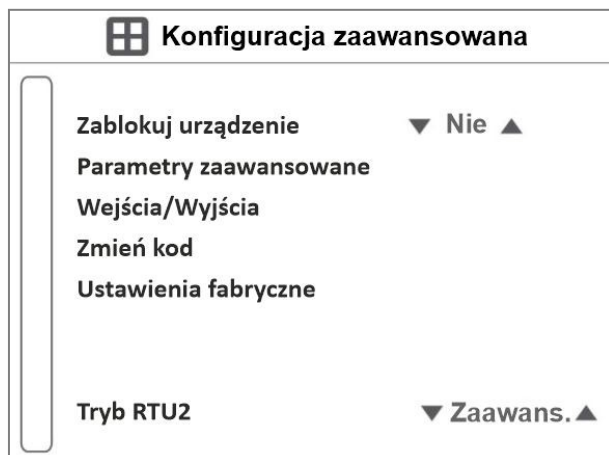 Konfiguracja zaawansowana
Zablokuj urządzenie ▼ Nie ▲
Parametry zaawansowane
Wejścia/Wyjścia
Zmień kod
Ustawienia fabryczne
Tryb RTU2 ▼ Zaawans. ▲